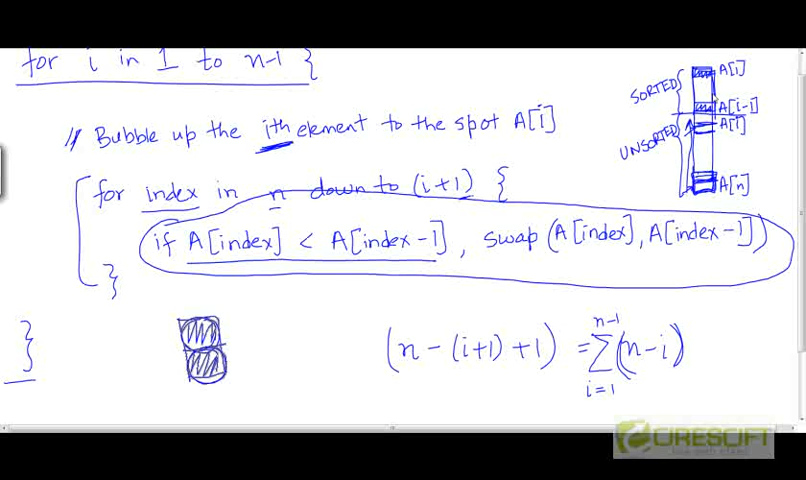 for i in 1 to n-1 {
// Bubble up the ith element to the spot A[i]
for index in n down to (i+1) {
if A[index] < A[index-1], swap (A[index], A[index-1])
}
}
(n - (i+1) + 1) = n-1 ∑ i=1 (n-i)
SORTED
UNSORTED
A[1]
A[i-1]
A[i]
A[n]
CIRESCIFT